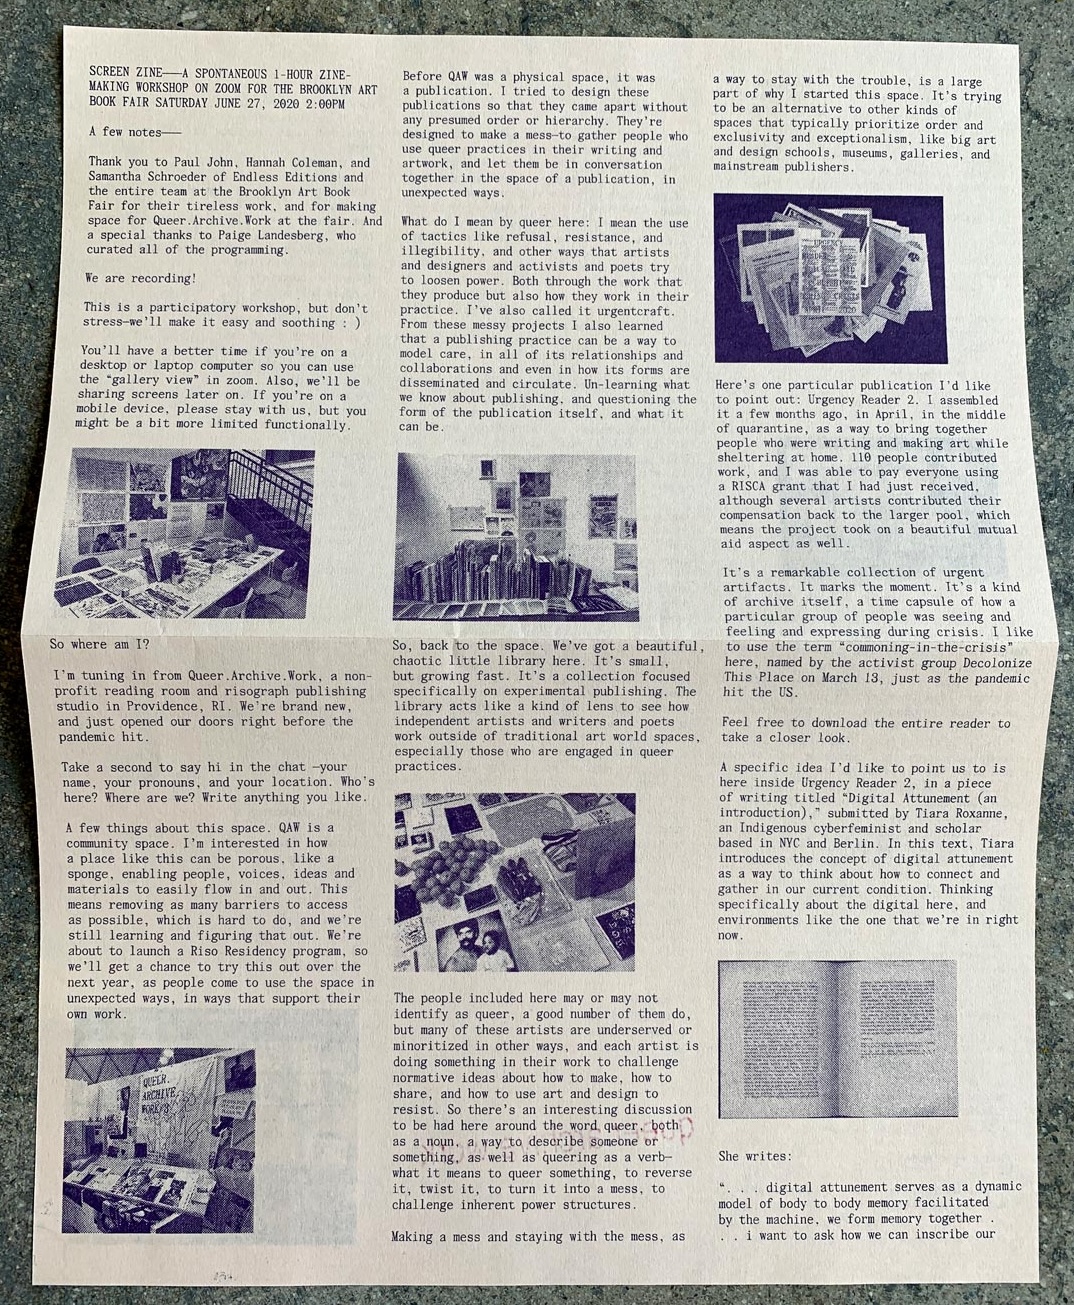 SCREEN ZINE——A SPONTANEOUS 1-HOUR ZINE-
MAKING WORKSHOP ON ZOOM FOR THE BROOKLYN ART
BOOK FAIR SATURDAY JUNE 27, 2020 2:00PM
A few notes——
Thank you to Paul John, Hannah Coleman, and
Samantha Schroeder of Endless Editions and
the entire team at the Brooklyn Art Book
Fair for their tireless work, and for making
space for Queer.Archive.Work at the fair. And
a special thanks to Paige Landesberg, who
curated all of the programming.
We are recording!
This is a participatory workshop, but don't
stress—we'll make it easy and soothing : )
You'll have a better time if you're on a
desktop or laptop computer so you can use
the "gallery view" in zoom. Also, we'll be
sharing screens later on. If you're on a
mobile device, please stay with us, but you
might be a bit more limited functionally.
So where am I?
I'm tuning in from Queer.Archive.Work, a non-
profit reading room and risograph publishing
studio in Providence, RI. We're brand new,
and just opened our doors right before the
pandemic hit.
Take a second to say hi in the chat —your
name, your pronouns, and your location. Who's
here? Where are we? Write anything you like.
A few things about this space. QAW is a
community space. I'm interested in how
a place like this can be porous, like a
sponge, enabling people, voices, ideas and
materials to easily flow in and out. This
means removing as many barriers to access
as possible, which is hard to do, and we're
still learning and figuring that out. We're
about to launch a Riso Residency program, so
we'll get a chance to try this out over the
next year, as people come to use the space in
unexpected ways, in ways that support their
own work.
QUEER.
ARCHIVE.
WORK
Before QAW was a physical space, it was
a publication. I tried to design these
publications so that they came apart without
any presumed order or hierarchy. They're
designed to make a mess—to gather people who
use queer practices in their writing and
artwork, and let them be in conversation
together in the space of a publication, in
unexpected ways.
What do I mean by queer here: I mean the use
of tactics like refusal, resistance, and
illegibility, and other ways that artists
and designers and activists and poets try
to loosen power. Both through the work that
they produce but also how they work in their
practice. I've also called it urgentcraft.
From these messy projects I also learned
that a publishing practice can be a way to
model care, in all of its relationships and
collaborations and even in how its forms are
disseminated and circulate. Un-learning what
we know about publishing, and questioning the
form of the publication itself, and what it
can be.
So, back to the space. We've got a beautiful,
chaotic little library here. It's small,
but growing fast. It's a collection focused
specifically on experimental publishing. The
library acts like a kind of lens to see how
independent artists and writers and poets
work outside of traditional art world spaces,
especially those who are engaged in queer
practices.
The people included here may or may not
identify as queer, a good number of them do,
but many of these artists are underserved or
minoritized in other ways, and each artist is
doing something in their work to challenge
normative ideas about how to make, how to
share, and how to use art and design to
resist. So there's an interesting discussion
to be had here around the word queer, both
as a noun, a way to describe someone or
something, as well as queering as a verb—
what it means to queer something, to reverse
it, twist it, to turn it into a mess, to
challenge inherent power structures.
Making a mess and staying with the mess, as
a way to stay with the trouble, is a large
part of why I started this space. It's trying
to be an alternative to other kinds of
spaces that typically prioritize order and
exclusivity and exceptionalism, like big art
and design schools, museums, galleries, and
mainstream publishers.
URGENCY
READER
APRIL 2020
Here's one particular publication I'd like
to point out: Urgency Reader 2. I assembled
it a few months ago, in April, in the middle
of quarantine, as a way to bring together
people who were writing and making art while
sheltering at home. 110 people contributed
work, and I was able to pay everyone using
a RISCA grant that I had just received,
although several artists contributed their
compensation back to the larger pool, which
means the project took on a beautiful mutual
aid aspect as well.
It's a remarkable collection of urgent
artifacts. It marks the moment. It's a kind
of archive itself, a time capsule of how a
particular group of people was seeing and
feeling and expressing during crisis. I like
to use the term "commoning-in-the-crisis"
here, named by the activist group Decolonize
This Place on March 13, just as the pandemic
hit the US.
Feel free to download the entire reader to
take a closer look.
A specific idea I'd like to point us to is
here inside Urgency Reader 2, in a piece
of writing titled "Digital Attunement (an
introduction)," submitted by Tiara Roxanne,
an Indigenous cyberfeminist and scholar
based in NYC and Berlin. In this text, Tiara
introduces the concept of digital attunement
as a way to think about how to connect and
gather in our current condition. Thinking
specifically about the digital here, and
environments like the one that we're in right
now.
She writes:
". . . digital attunement serves as a dynamic
model of body to body memory facilitated
by the machine, we form memory together .
. . i want to ask how we can inscribe our